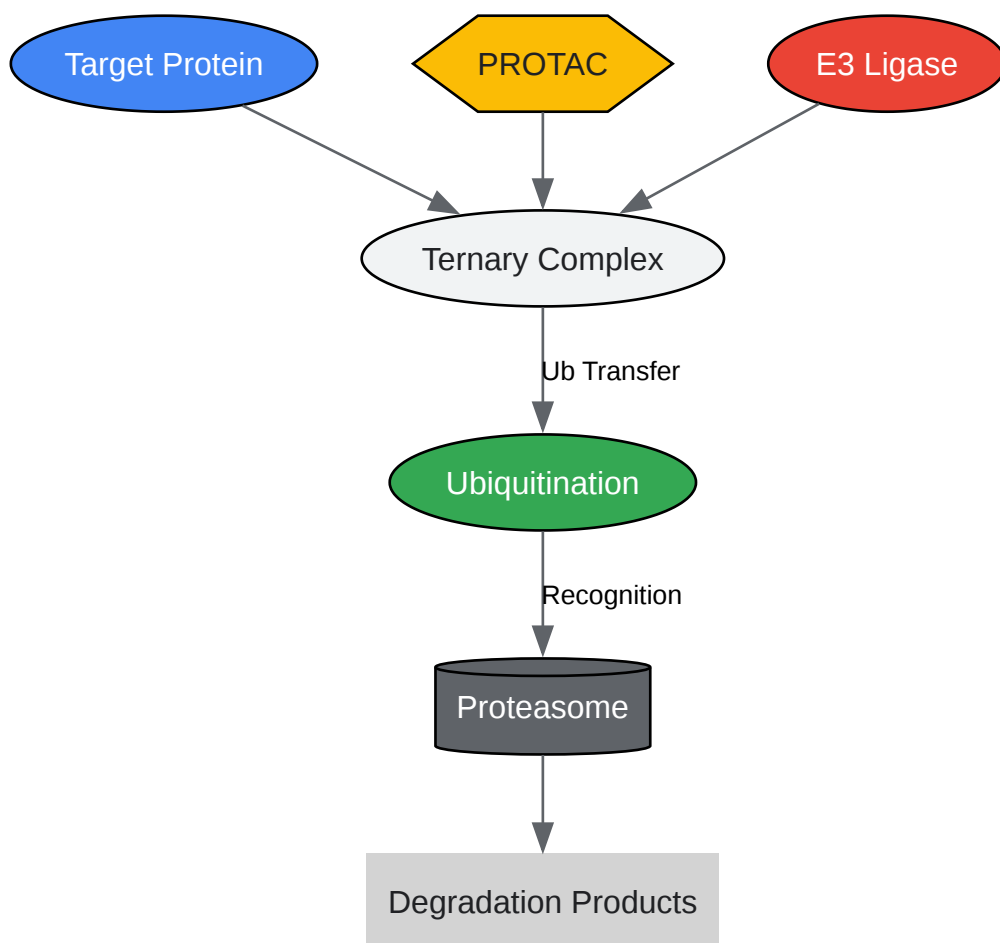 Target Protein
PROTAC
E3 Ligase
Ternary Complex
Ub Transfer
Ubiquitination
Recognition
Proteasome
Degradation Products